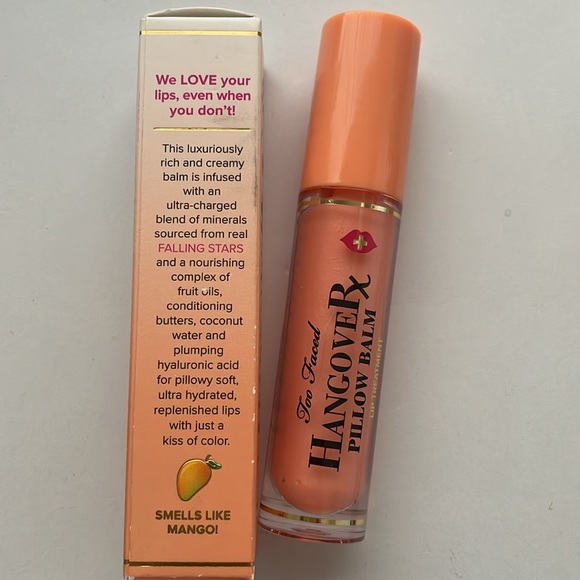 We LOVE your
lips, even when
you don't!
This luxuriously
rich and creamy
balm is infused
with an
ultra-charged
blend of minerals
sourced from real
FALLING STARS
and a nourishing
complex of
fruit oils,
conditioning
butters, coconut
water and
plumping
hyaluronic acid
for pillowy soft,
ultra hydrated,
replenished lips
with just a
kiss of color.
SMELLS LIKE
MANGO!
Too Faced
HANGOVERx
PILLOW BALM
LIP TREATMENT